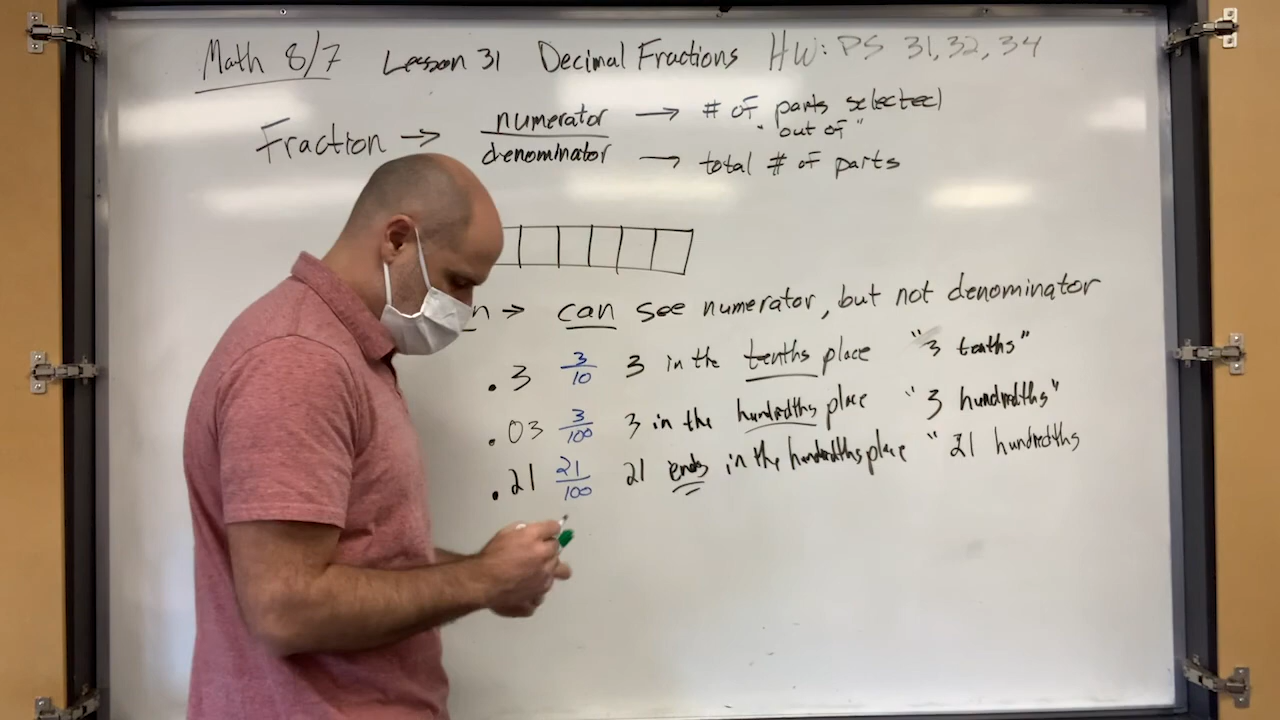 Math 8/7 Lesson 31 Decimal Fractions HW: PS 31, 32, 34
Fraction → numerator → # of parts selected
"out of"
denominator → total # of parts
n → can see numerator, but not denominator
.3 3/10 3 in the tenths place "3 tenths"
.03 3/100 3 in the hundredths place "3 hundredths"
.21 21/100 21 ends in the hundredths place "21 hundredths